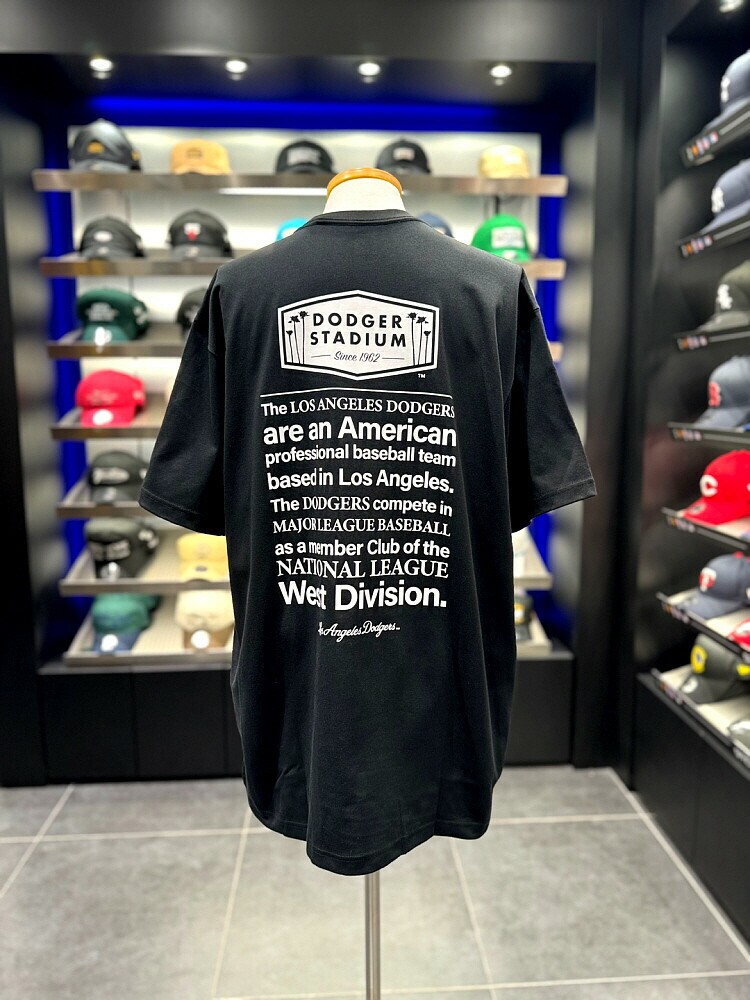 DODGER
STADIUM
Since 1962
TM
The LOS ANGELES DODGERS
are an American
professional baseball team
based in Los Angeles.
The DODGERS compete in
MAJOR LEAGUE BASEBALL
as a member Club of the
NATIONAL LEAGUE
West Division.
Los Angeles Dodgers